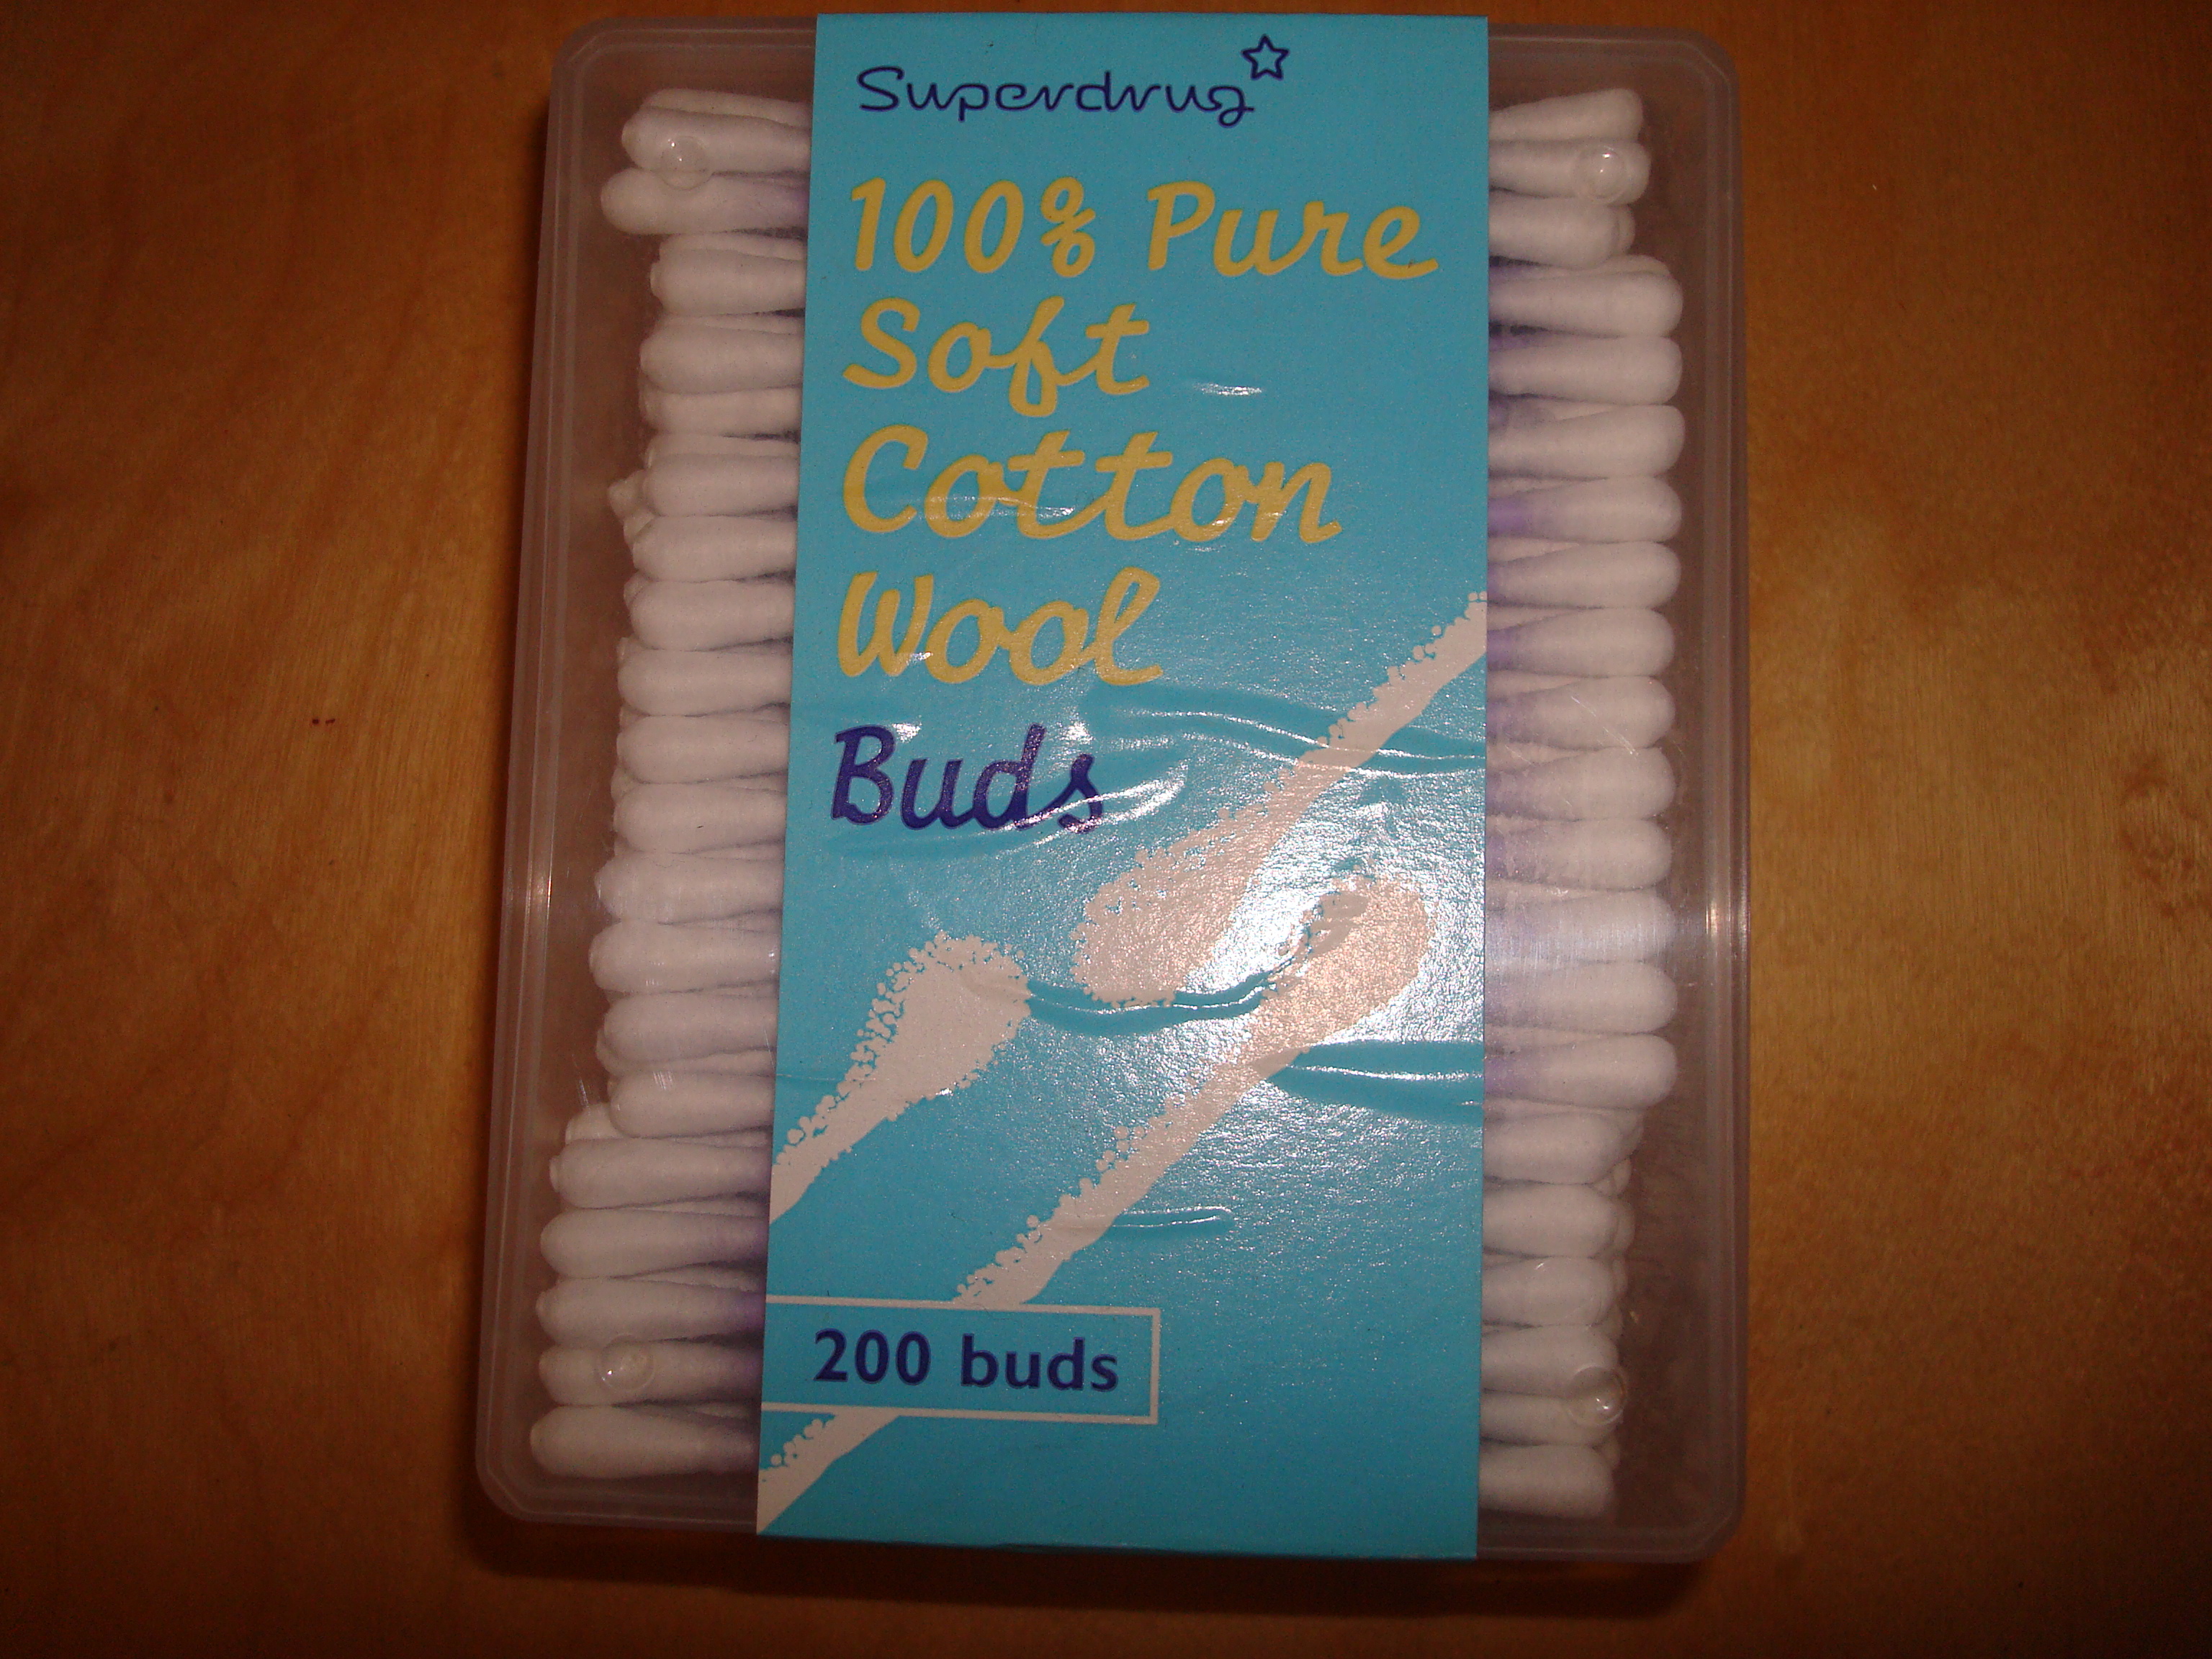 Superdrug
100% Pure
Soft
Cotton
Wool
Buds
200 buds